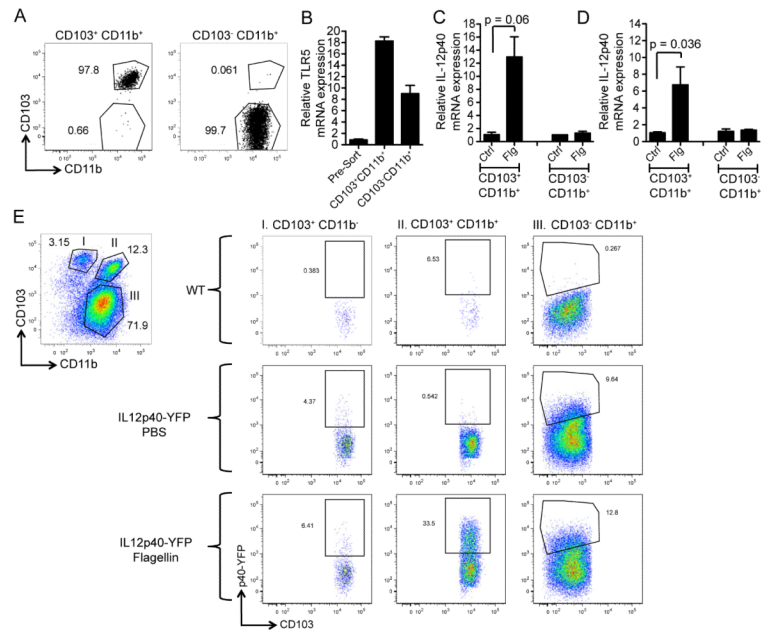 A
CD103⁺ CD11b⁺
CD103⁻ CD11b⁺
97.8
0.66
0.061
99.7
CD103
CD11b
B
Relative TLR5 mRNA expression
20
18
16
14
12
10
8
6
4
2
0
Pre-Sort
CD103⁺CD11b⁺
CD103⁻CD11b⁺
C
Relative IL-12p40 mRNA expression
p = 0.06
18
16
14
12
10
8
6
4
2
0
Ctrl
Flg
Ctrl
Flg
CD103⁺ CD11b⁺
CD103⁻ CD11b⁺
D
Relative IL-12p40 mRNA expression
p = 0.036
14
12
10
8
6
4
2
0
Ctrl
Flg
Ctrl
Flg
CD103⁺ CD11b⁺
CD103⁻ CD11b⁺
E
3.15
I
II
12.3
III
71.9
CD103
CD11b
I. CD103⁺ CD11b⁻
II. CD103⁺ CD11b⁺
III. CD103⁻ CD11b⁺
WT
0.383
6.53
0.267
IL12p40-YFP
PBS
4.37
0.542
9.64
IL12p40-YFP
Flagellin
6.41
33.5
12.8
p40-YFP
CD103